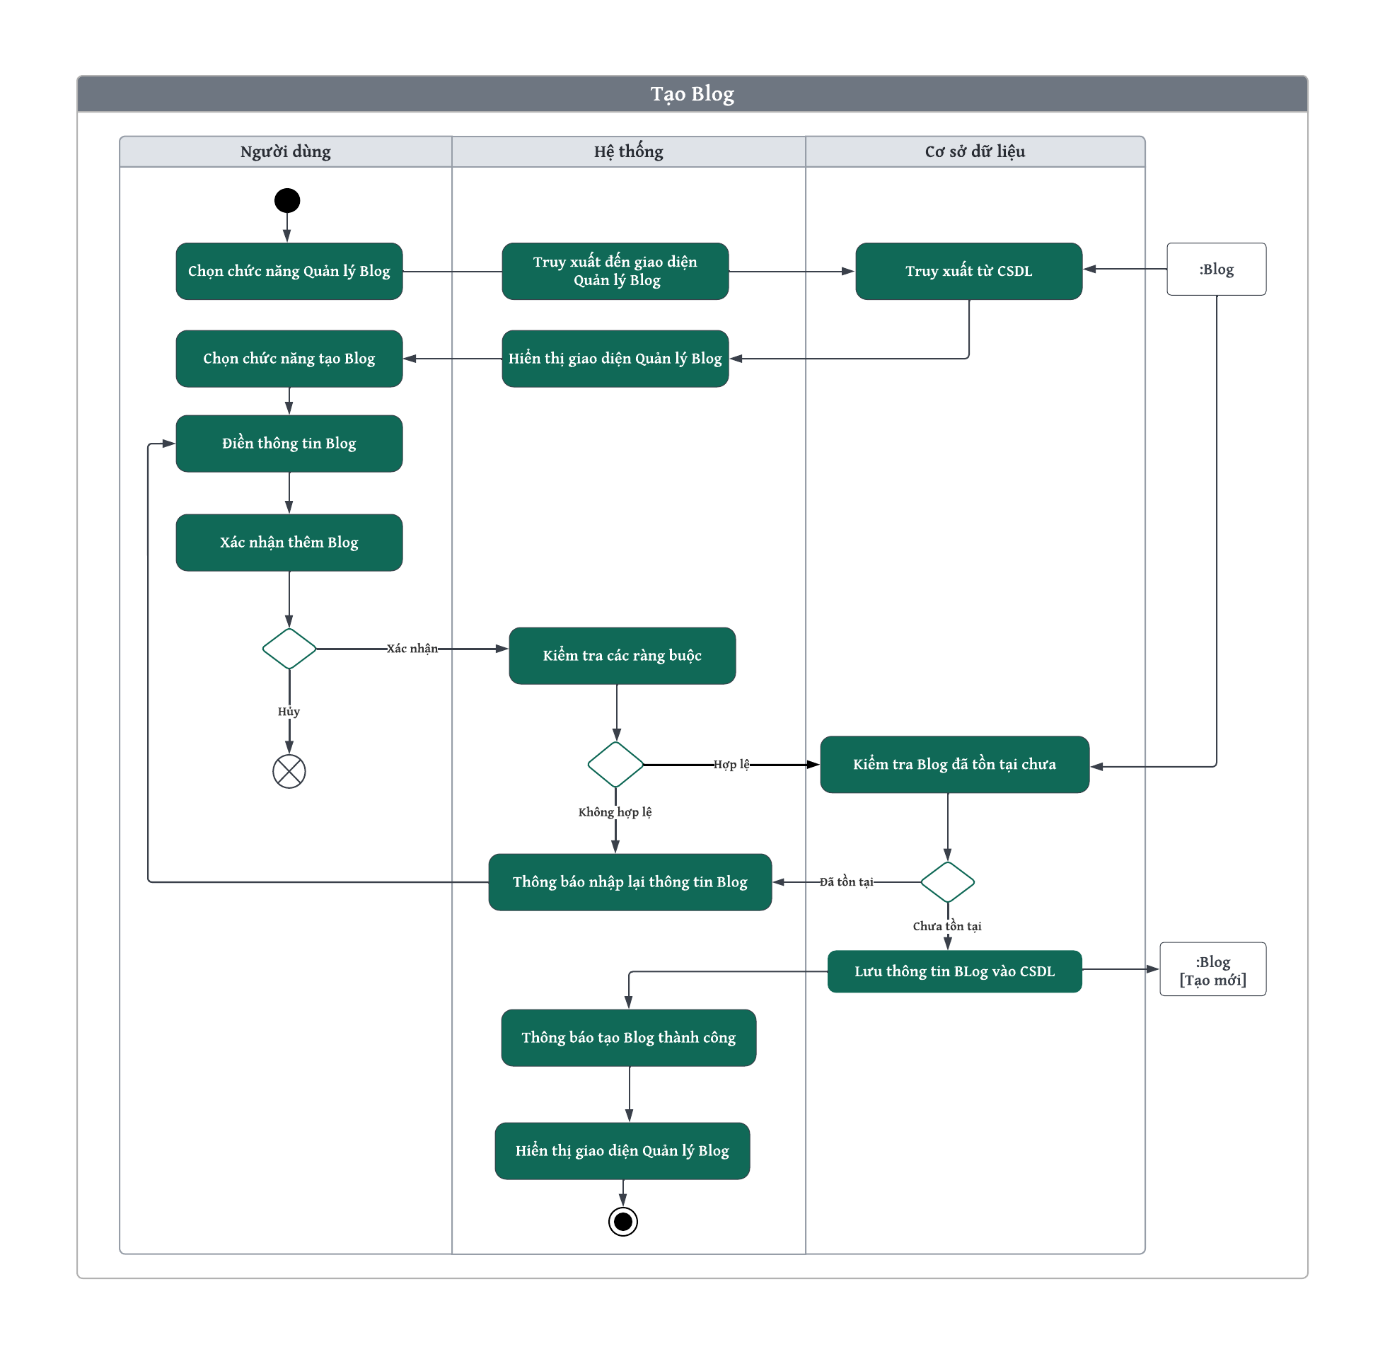 Tạo Blog
Người dùng
Hệ thống
Cơ sở dữ liệu
Chọn chức năng Quản lý Blog
Truy xuất đến giao diện
Quản lý Blog
Truy xuất từ CSDL
:Blog
Chọn chức năng tạo Blog
Hiển thị giao diện Quản lý Blog
Điền thông tin Blog
Xác nhận thêm Blog
Xác nhận
Kiểm tra các ràng buộc
Hủy
Hợp lệ
Kiểm tra Blog đã tồn tại chưa
Không hợp lệ
Thông báo nhập lại thông tin Blog
Đã tồn tại
Chưa tồn tại
Lưu thông tin BLog vào CSDL
:Blog
[Tạo mới]
Thông báo tạo Blog thành công
Hiển thị giao diện Quản lý Blog